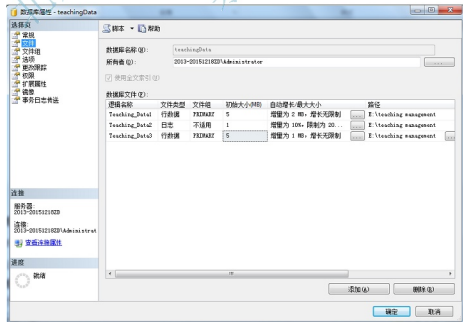 数据库属性 - teachingData
选择页
常规
文件
文件组
选项
更改跟踪
权限
扩展属性
镜像
事务日志传送
脚本 帮助
数据库名称(N): teachingData
所有者(O): 2013-20151218ZD\Administrator
使用全文索引(U)
数据库文件(F):
逻辑名称 文件类型 文件组 初始大小(MB) 自动增长/最大大小 路径
Teaching_Data1 行数据 PRIMARY 5 增量为 2 MB，增长无限制 ... E:\teaching management
Teaching_Data2 日志 不适用 1 增量为 10%，限制为 20... ... E:\teaching management
Teaching_Data3 行数据 PRIMARY 5 增量为 1 MB，增长无限制 ... E:\teaching management ...
连接
服务器:
2013-20151218ZD
连接:
2013-20151218ZD\Administrat
查看连接属性
进度
就绪
添加(A) 删除(R)
确定 取消